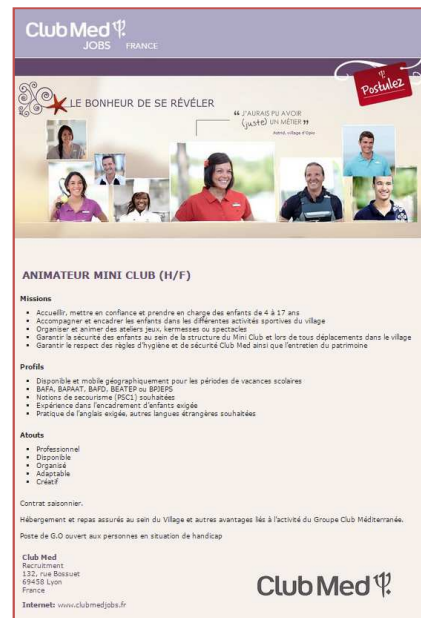 Club Med
JOBS FRANCE
Postulez
LE BONHEUR DE SE RÉVÉLER
“ J'AURAIS PU AVOIR
(juste) UN MÉTIER ”
Astrid, village d'Opio
ANIMATEUR MINI CLUB (H/F)
Missions
▪ Accueillir, mettre en confiance et prendre en charge des enfants de 4 à 17 ans
▪ Accompagner et encadrer les enfants dans les différentes activités sportives du village
▪ Organiser et animer des ateliers jeux, kermesses ou spectacles
▪ Garantir la sécurité des enfants au sein de la structure du Mini Club et lors de tous déplacements dans le village
▪ Garantir le respect des règles d'hygiène et de sécurité Club Med ainsi que l'entretien du patrimoine
Profils
▪ Disponible et mobile géographiquement pour les périodes de vacances scolaires
▪ BAFA, BAPAAT, BAFD, BEATEP ou BPJEPS
▪ Notions de secourisme (PSC1) souhaitées
▪ Expérience dans l'encadrement d'enfants exigée
▪ Pratique de l'anglais exigée, autres langues étrangères souhaitées
Atouts
▪ Professionnel
▪ Disponible
▪ Organisé
▪ Adaptable
▪ Créatif
Contrat saisonnier.
Hébergement et repas assurés au sein du Village et autres avantages liés à l'activité du Groupe Club Méditerranée.
Poste de G.O ouvert aux personnes en situation de handicap
Club Med
Recruitment
132, rue Bossuet
69458 Lyon
France
Internet: www.clubmedjobs.fr
Club Med